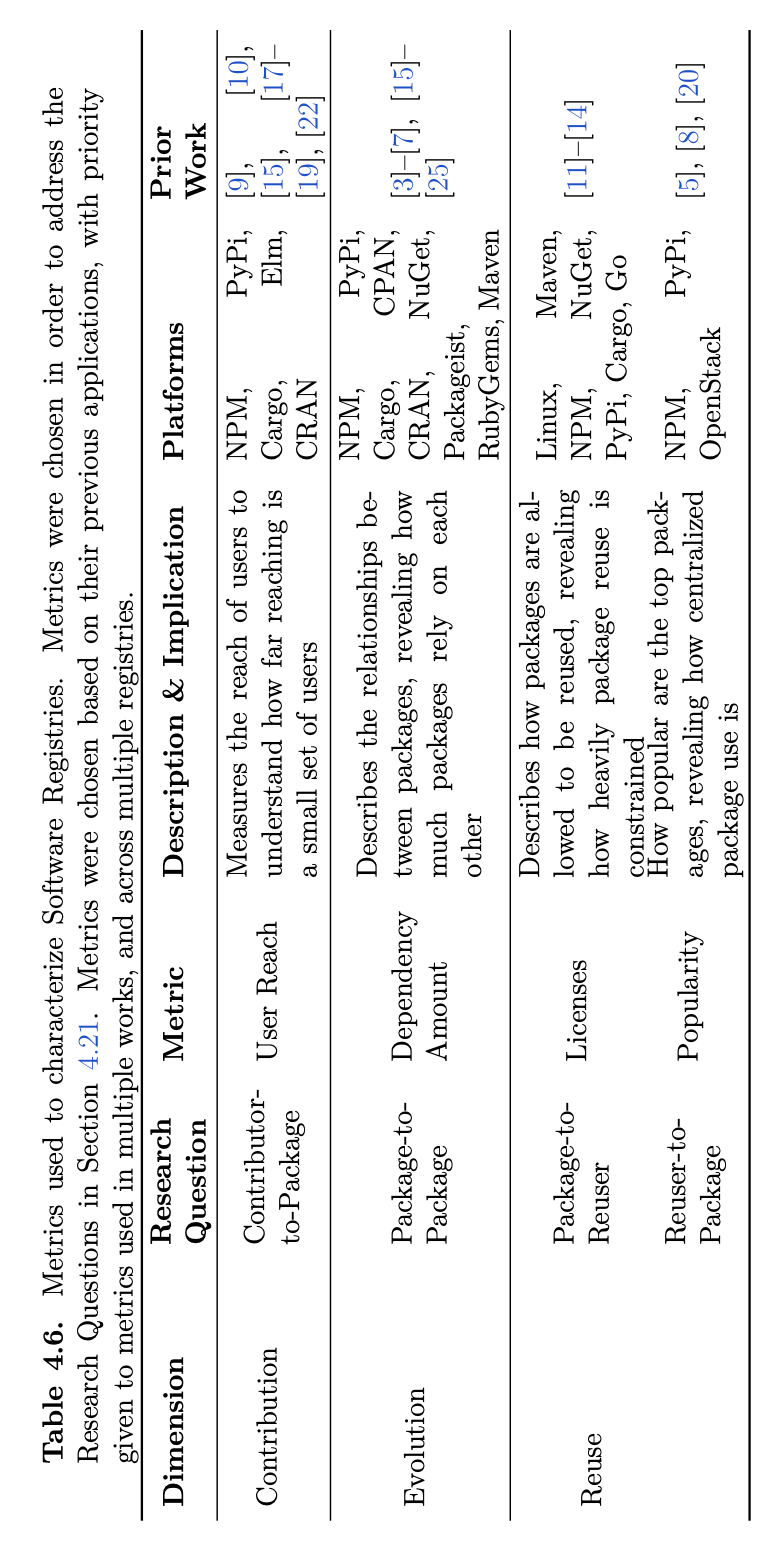 Table 4.6. Metrics used to characterize Software Registries. Metrics were chosen in order to address the
Research Questions in Section 4.21. Metrics were chosen based on their previous applications, with priority
given to metrics used in multiple works, and across multiple registries.
Dimension
Research
Question
Metric
Description & Implication
Platforms
Prior
Work
Contribution
Contributor-
to-Package
User Reach
Measures the reach of users to
understand how far reaching is
a small set of users
NPM, PyPi,
Cargo, Elm,
CRAN
[9], [10],
[15], [17]–
[19], [22]
Evolution
Package-to-
Package
Dependency
Amount
Describes the relationships be-
tween packages, revealing how
much packages rely on each
other
NPM, PyPi,
Cargo, CPAN,
CRAN, NuGet,
Packageist,
RubyGems, Maven
[3]–[7], [15]–
[25]
Reuse
Package-to-
Reuser
Licenses
Describes how packages are al-
lowed to be reused, revealing
how heavily package reuse is
constrained
Linux, Maven,
NPM, NuGet,
PyPi, Cargo, Go
[11]–[14]
Reuser-to-
Package
Popularity
How popular are the top pack-
ages, revealing how centralized
package use is
NPM, PyPi,
OpenStack
[5], [8], [20]